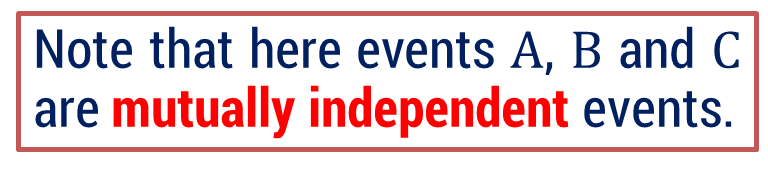 Note that here events A, B and C
are mutually independent events.